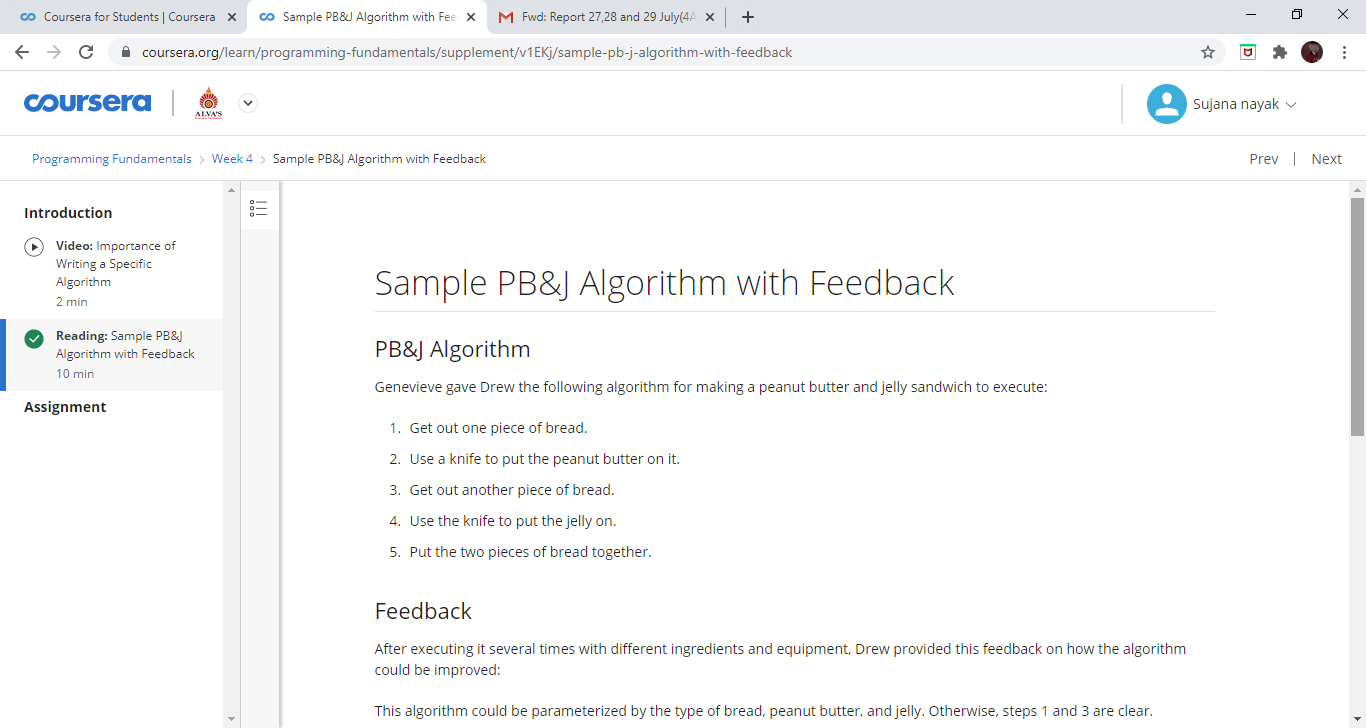 Coursera for Students | Coursera
Sample PB&J Algorithm with Fee
Fwd: Report 27,28 and 29 July(4A
coursera.org/learn/programming-fundamentals/supplement/v1EKj/sample-pb-j-algorithm-with-feedback
coursera
ALVA'S
Sujana nayak
Programming Fundamentals > Week 4 > Sample PB&J Algorithm with Feedback
Prev | Next
Introduction
Video: Importance of
Writing a Specific
Algorithm
2 min
Reading: Sample PB&J
Algorithm with Feedback
10 min
Assignment
Sample PB&J Algorithm with Feedback
PB&J Algorithm
Genevieve gave Drew the following algorithm for making a peanut butter and jelly sandwich to execute:
1. Get out one piece of bread.
2. Use a knife to put the peanut butter on it.
3. Get out another piece of bread.
4. Use the knife to put the jelly on.
5. Put the two pieces of bread together.
Feedback
After executing it several times with different ingredients and equipment, Drew provided this feedback on how the algorithm
could be improved:
This algorithm could be parameterized by the type of bread, peanut butter, and jelly. Otherwise, steps 1 and 3 are clear.